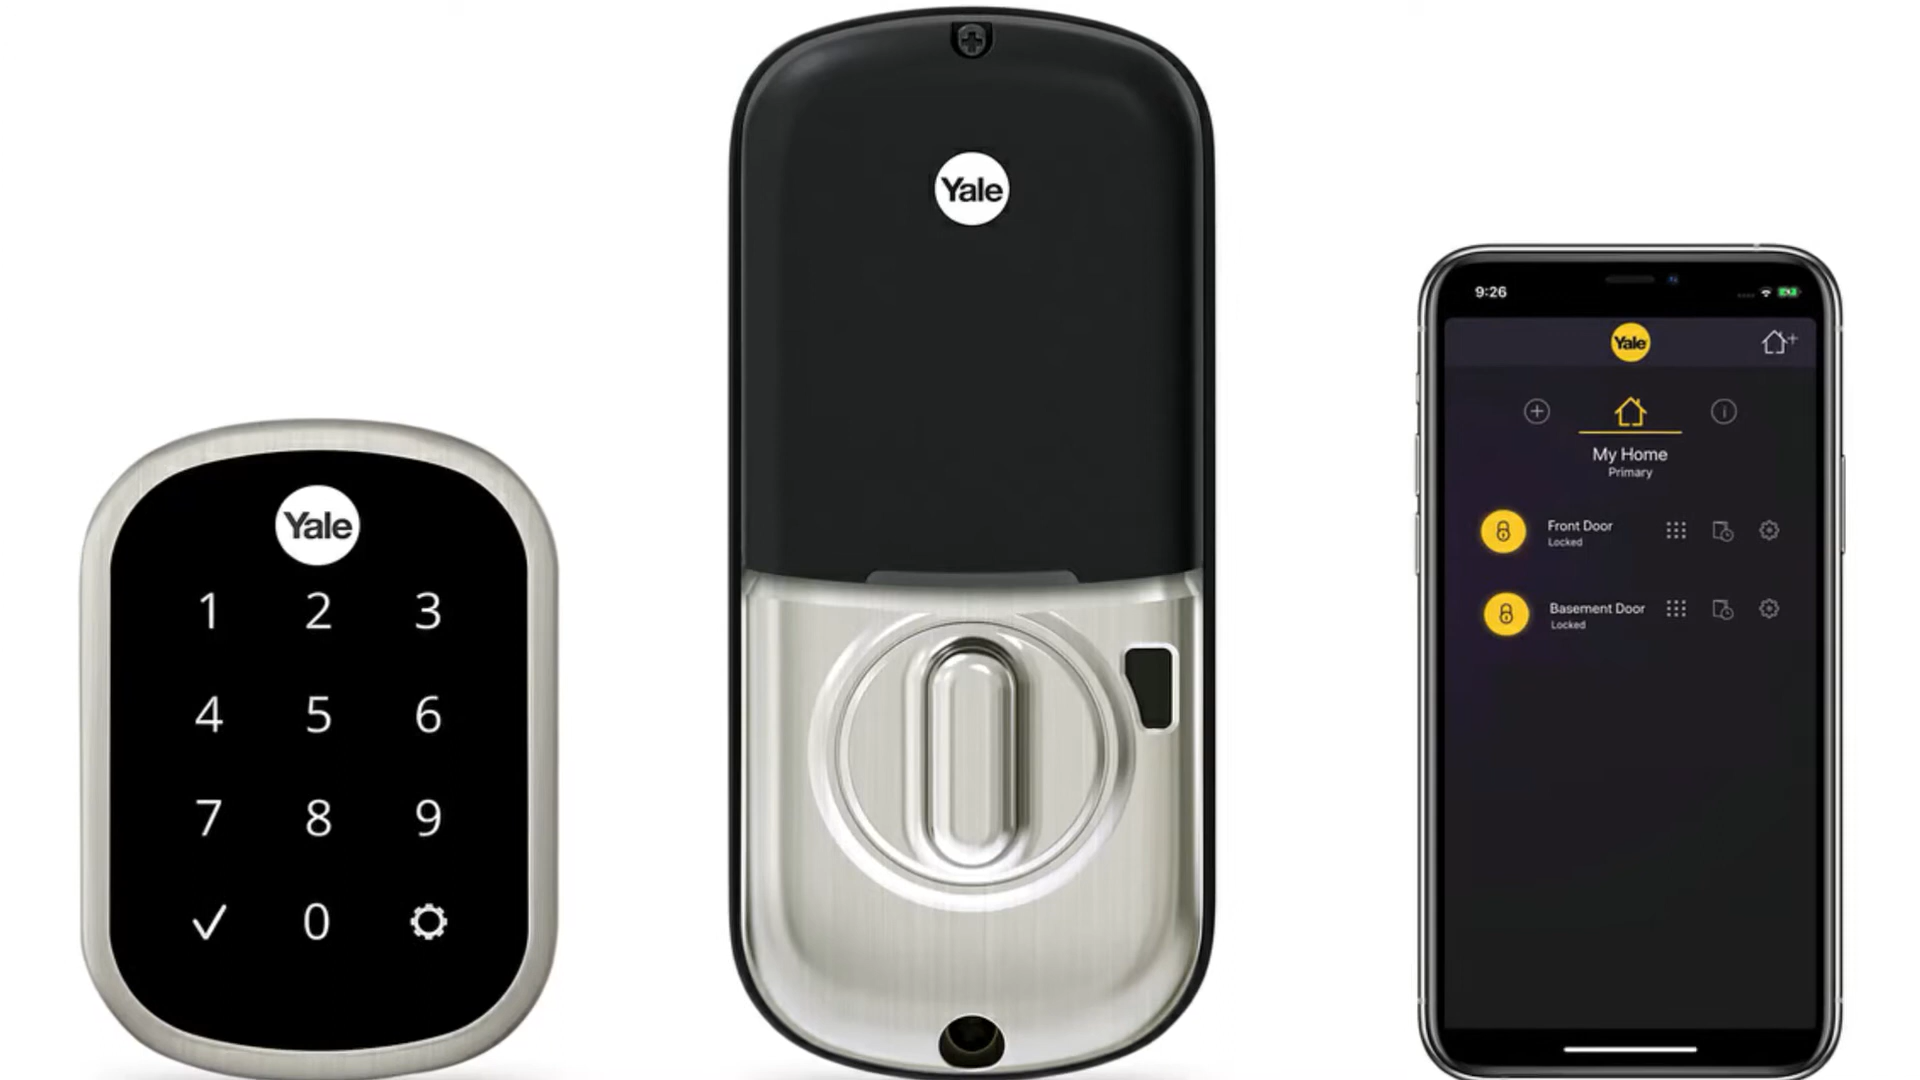 Yale
1 2 3
4 5 6
7 8 9
0
Yale
9:26
Yale
My Home
Primary
Front Door
Locked
Basement Door
Locked